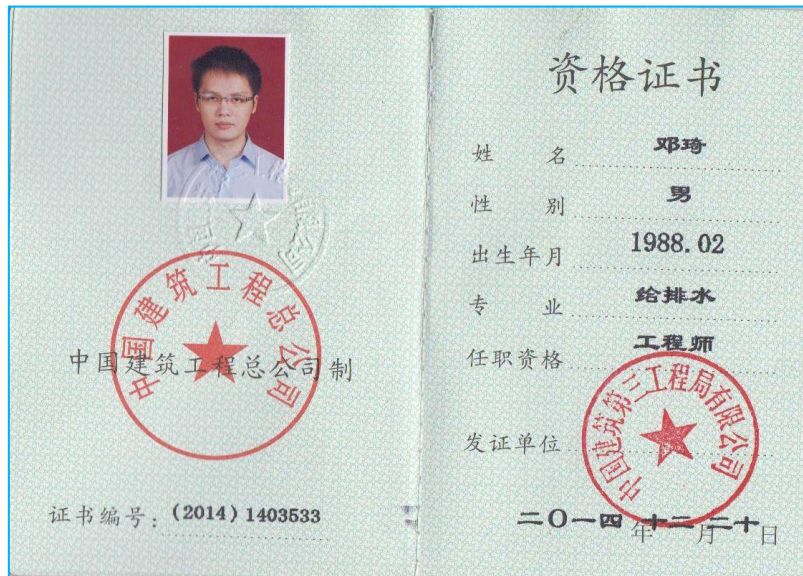 中国建筑工程总公司
中国建筑工程总公司制
证书编号：(2014)1403533
资格证书
姓 名 邓琦
性 别 男
出生年月 1988.02
专 业 给排水
任职资格 工程师
发证单位
中国建筑第三工程局有限公司
二〇一四年十二月二十日